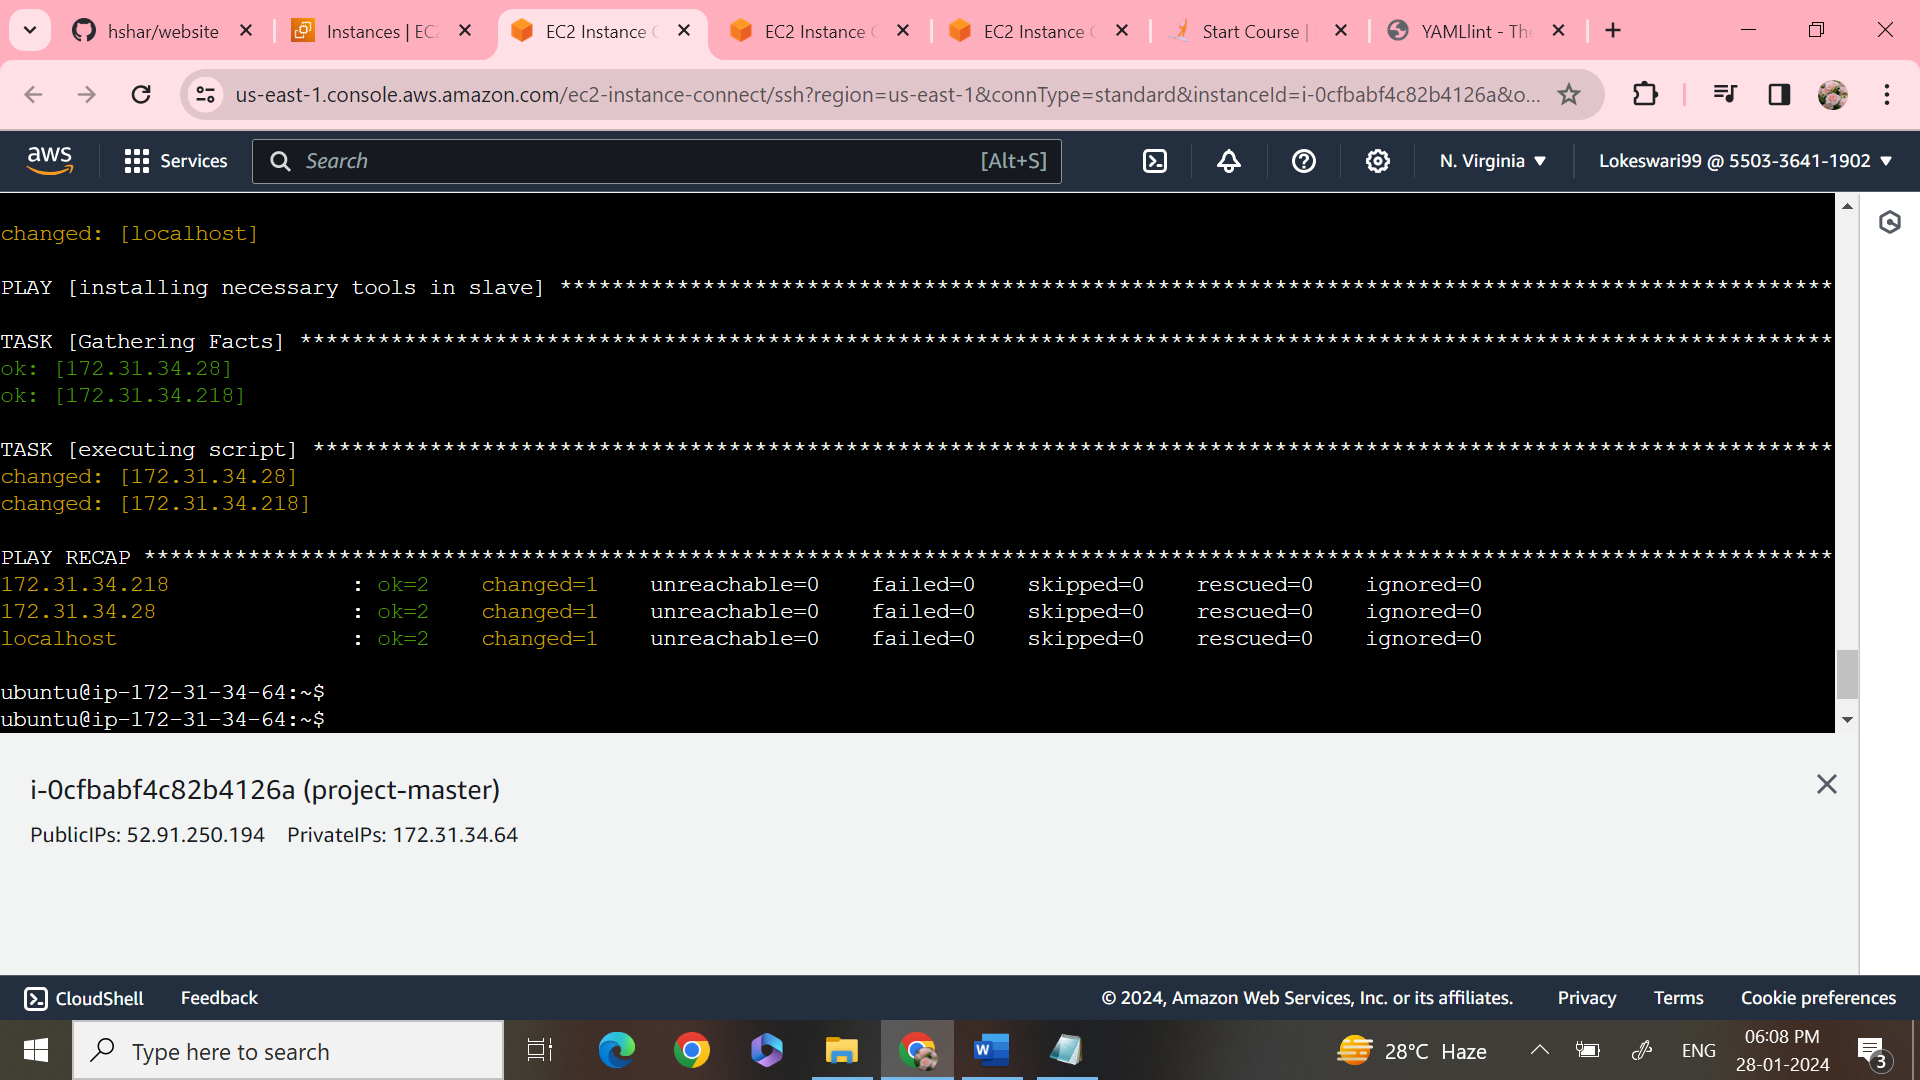 hshar/website
Instances | EC2
EC2 Instance C
EC2 Instance C
EC2 Instance C
Start Course |
YAMLlint - The
us-east-1.console.aws.amazon.com/ec2-instance-connect/ssh?region=us-east-1&connType=standard&instanceId=i-0cfbabf4c82b4126a&o...
aws
Services
Search
[Alt+S]
N. Virginia
Lokeswari99 @ 5503-3641-1902
changed: [localhost]
PLAY [installing necessary tools in slave] **************************************************************************************************
TASK [Gathering Facts] **********************************************************************************************************************
ok: [172.31.34.28]
ok: [172.31.34.218]
TASK [executing script] *********************************************************************************************************************
changed: [172.31.34.28]
changed: [172.31.34.218]
PLAY RECAP **********************************************************************************************************************************
172.31.34.218 : ok=2 changed=1 unreachable=0 failed=0 skipped=0 rescued=0 ignored=0
172.31.34.28 : ok=2 changed=1 unreachable=0 failed=0 skipped=0 rescued=0 ignored=0
localhost : ok=2 changed=1 unreachable=0 failed=0 skipped=0 rescued=0 ignored=0
ubuntu@ip-172-31-34-64:~$
ubuntu@ip-172-31-34-64:~$
i-0cfbabf4c82b4126a (project-master)
PublicIPs: 52.91.250.194 PrivateIPs: 172.31.34.64
CloudShell
Feedback
© 2024, Amazon Web Services, Inc. or its affiliates.
Privacy
Terms
Cookie preferences
Type here to search
W
28°C Haze
ENG
06:08 PM
28-01-2024
3